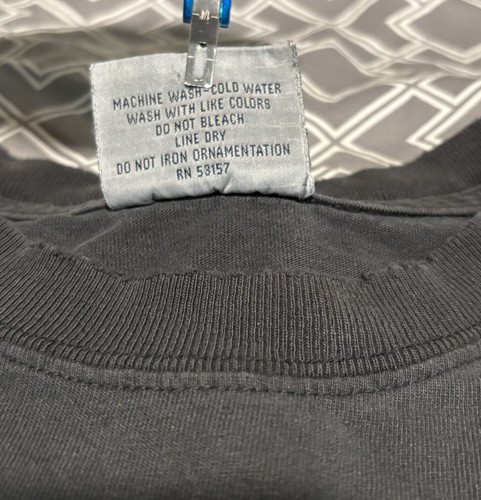 MACHINE WASH COLD WATER
WASH WITH LIKE COLORS
DO NOT BLEACH
LINE DRY
DO NOT IRON ORNAMENTATION
RN 53157